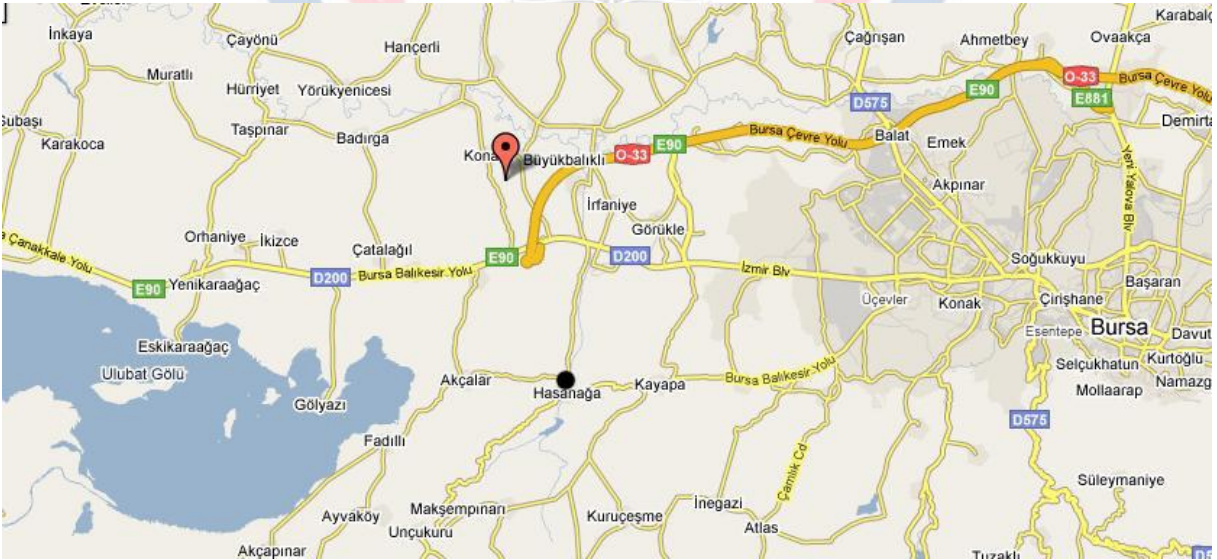 Karabalç
İnkaya
Çayönü
Hançerli
Çağrışan
Ahmetbey
Ovaakça
Muratlı
O-33
Bursa Çevre Yolu
Hürriyet
Yörükyenicesi
E90
E881
D575
Subaşı
Taşpınar
Badırga
Demirta
Karakoca
Bursa Çevre Yolu
Balat
Emek
E90
O-33
Kona
Büyükbalıklı
Yeni Yalova Blv
Akpınar
İrfaniye
Görükle
Orhaniye
İkizce
Çatalağıl
a Çanakkale Yolu
E90
D200
Soğukkuyu
D200
Bursa Balıkesir Yolu
İzmir Blv
E90
Yenikaraağaç
Başaran
Üçevler
Konak
Çirişhane
Esentepe
Bursa
Davut
Eskikaraağaç
Kurtoğlu
Selçukhatun
Ulubat Gölü
Akçalar
Kayapa
Bursa Balıkesir Yolu
Namazg
Hasanağa
Mollaarap
Gölyazı
D575
Fadıllı
Çamlık Cd
Süleymaniye
İnegazi
Makşempınarı
Ayvaköy
Kuruçeşme
Unçukuru
Atlas
Akçapınar
Tuzaklı
D5